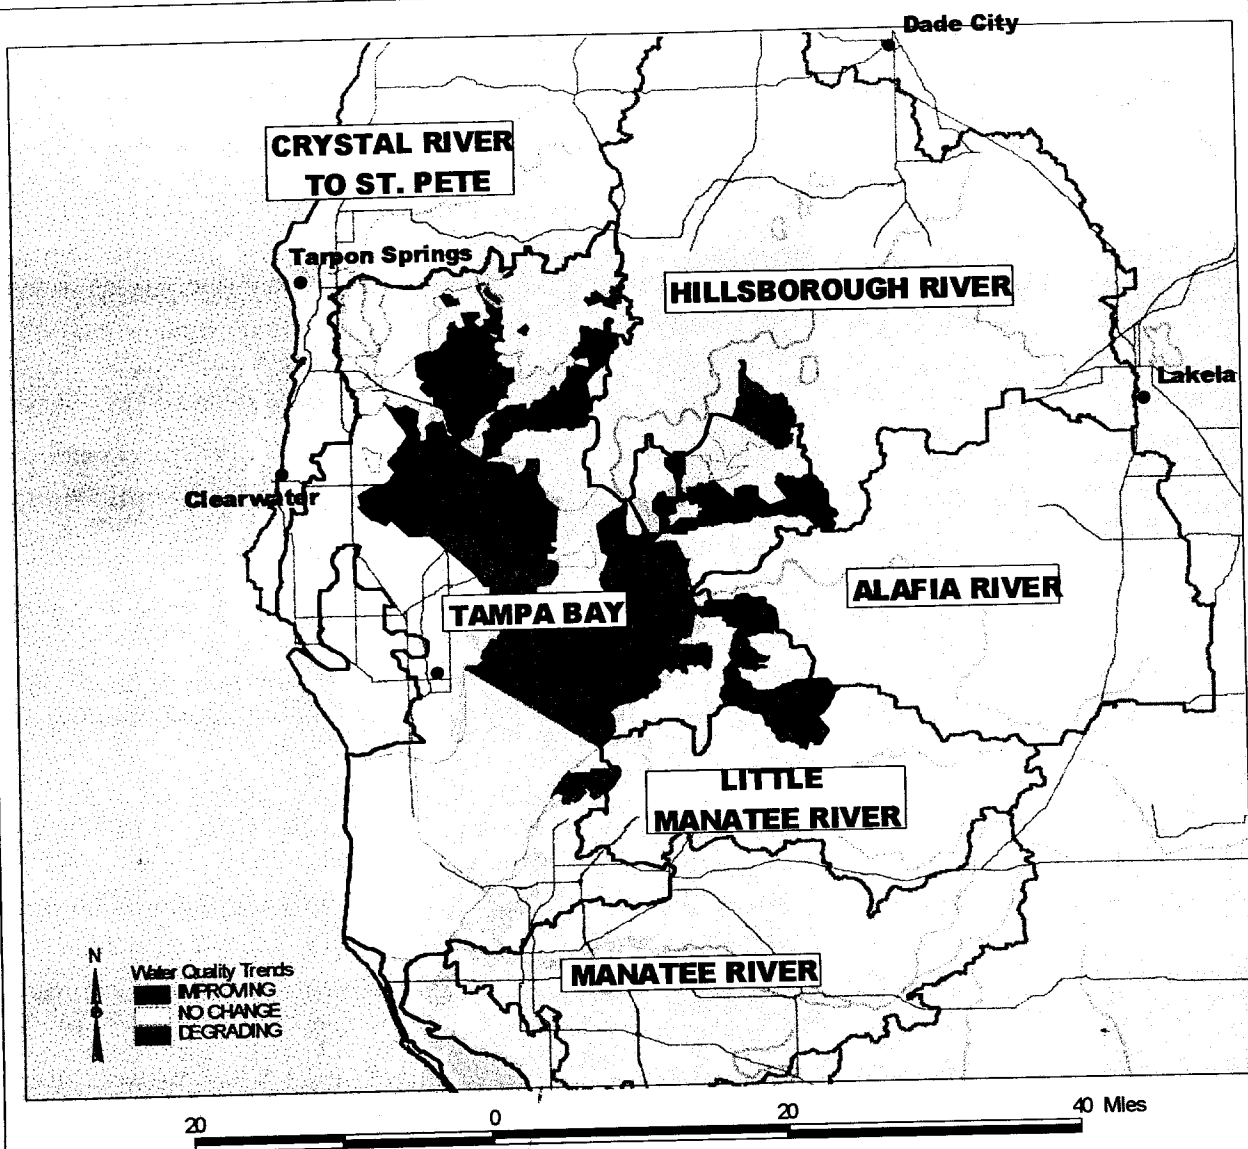 Dade City
CRYSTAL RIVER
TO ST. PETE
Tarpon Springs
HILLSBOROUGH RIVER
Lakela
Clearwater
ALAFIA RIVER
TAMPA BAY
LITTLE
MANATEE RIVER
MANATEE RIVER
N
Water Quality Trends
IMPROVING
NO CHANGE
DEGRADING
20 0 20 40 Miles